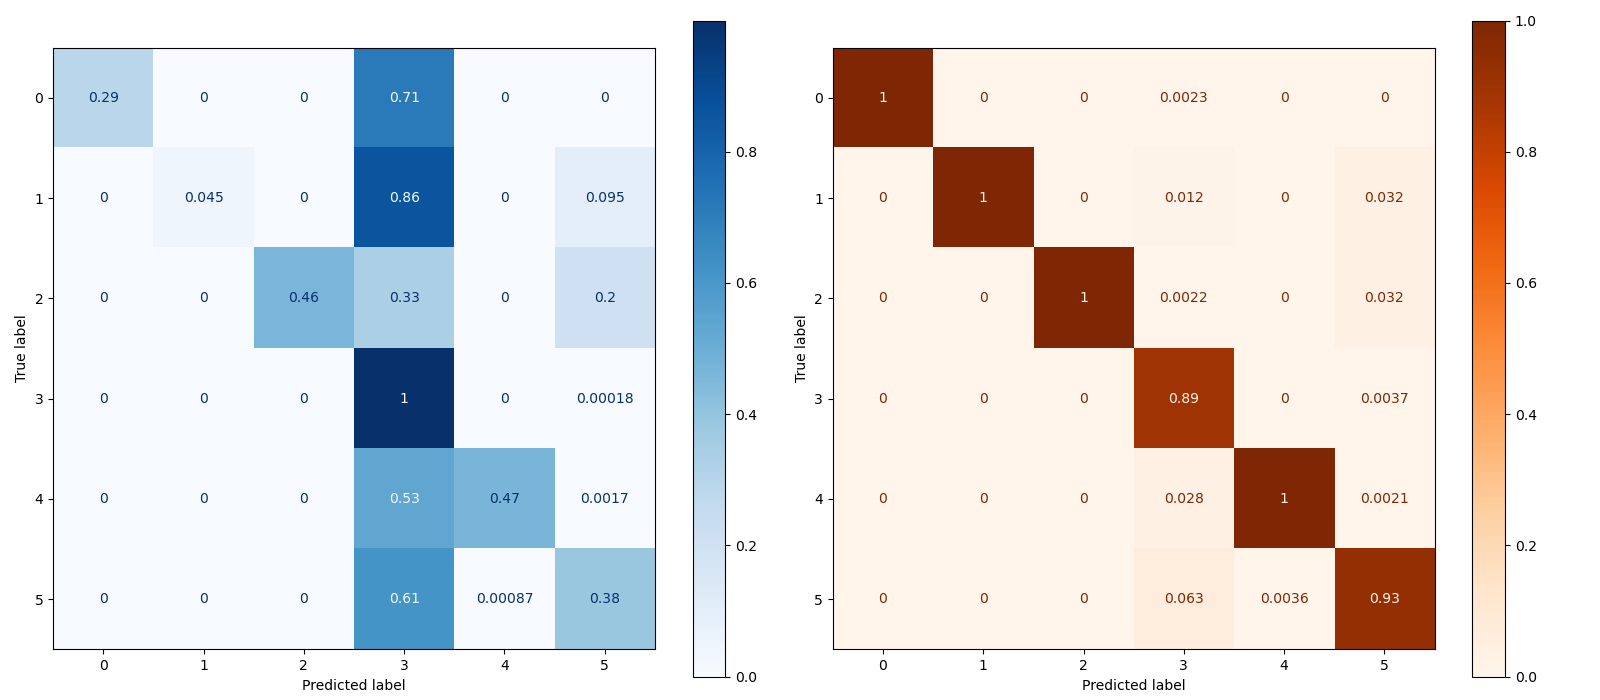 0 0.29 0 0 0.71 0 0
1 0 0.045 0 0.86 0 0.095
2 0 0 0.46 0.33 0 0.2
3 0 0 0 1 0 0.00018
4 0 0 0 0.53 0.47 0.0017
5 0 0 0 0.61 0.00087 0.38
0 1 2 3 4 5
True label
Predicted label
0.8
0.6
0.4
0.2
0.0
0 1 0 0 0.0023 0 0
1 0 1 0 0.012 0 0.032
2 0 0 1 0.0022 0 0.032
3 0 0 0 0.89 0 0.0037
4 0 0 0 0.028 1 0.0021
5 0 0 0 0.063 0.0036 0.93
0 1 2 3 4 5
True label
Predicted label
1.0
0.8
0.6
0.4
0.2
0.0